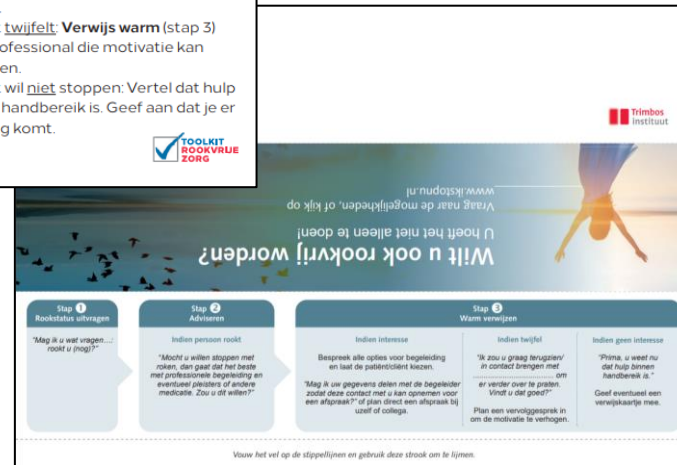 twijfelt: Verwijs warm (stap 3)
ofessional die motivatie kan
en.
wil niet stoppen: Vertel dat hulp
handbereik is. Geef aan dat je er
g komt.
TOOLKIT
ROOKVRIJE
ZORG
Trimbos
instituut
Wilt u ook rookvrij worden?
U hoeft het niet alleen te doen!
Vraag naar de mogelijkheden, of kijk op
www.ikstopnu.nl
Stap 1
Rookstatus uitvragen
"Mag ik u wat vragen...:
rookt u (nog)?"
Stap 2
Adviseren
Indien persoon rookt
"Mocht u willen stoppen met
roken, dan gaat dat het beste
met professionele begeleiding en
eventueel pleisters of andere
medicatie. Zou u dit willen?"
Stap 3
Warm verwijzen
Indien interesse
Bespreek alle opties voor begeleiding
en laat de patiënt/cliënt kiezen.
"Mag ik uw gegevens delen met de begeleider
zodat deze contact met u kan opnemen voor
een afspraak?" of plan direct een afspraak bij
uzelf of collega.
Indien twijfel
"Ik zou u graag terugzien/
in contact brengen met
.................................... om
er verder over te praten.
Vindt u dat goed?"
Plan een vervolggesprek in
om de motivatie te verhogen.
Indien geen interesse
"Prima, u weet nu
dat hulp binnen
handbereik is."
Geef eventueel een
verwijskaartje mee.
Vouw het vel op de stippellijnen en gebruik deze strook om te lijmen.